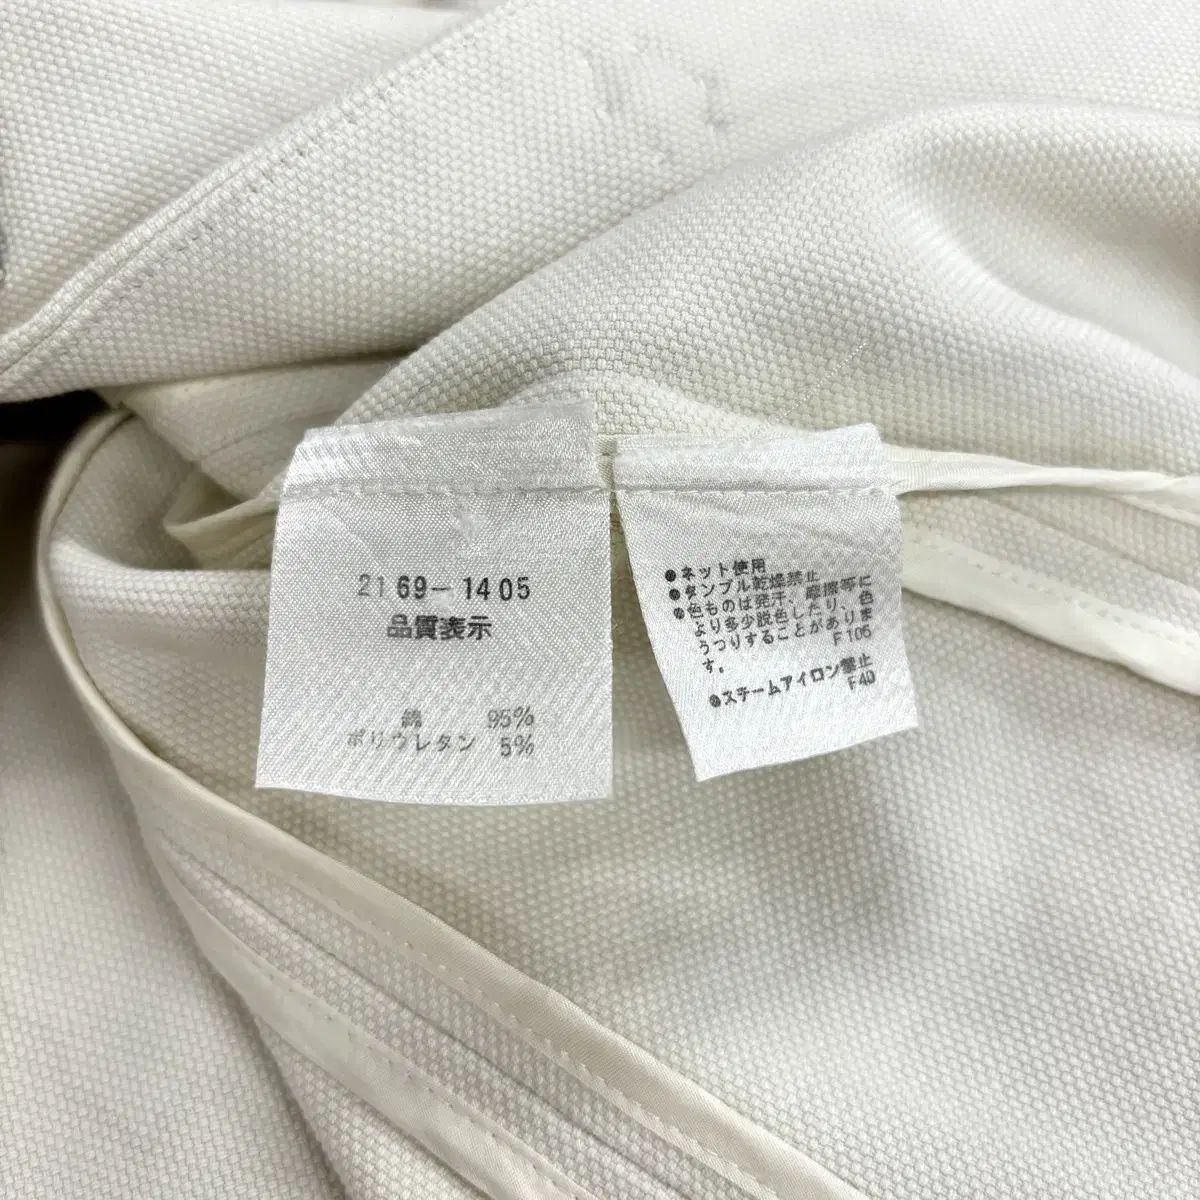 2169-1405
品質表示
綿 95%
ポリウレタン 5%
●ネット使用
●タンブル乾燥禁止
●色ものは発汗、摩擦等に
より多少脱色したり、色
うつりすることがありま
す。 F105
●スチームアイロン禁止
F40